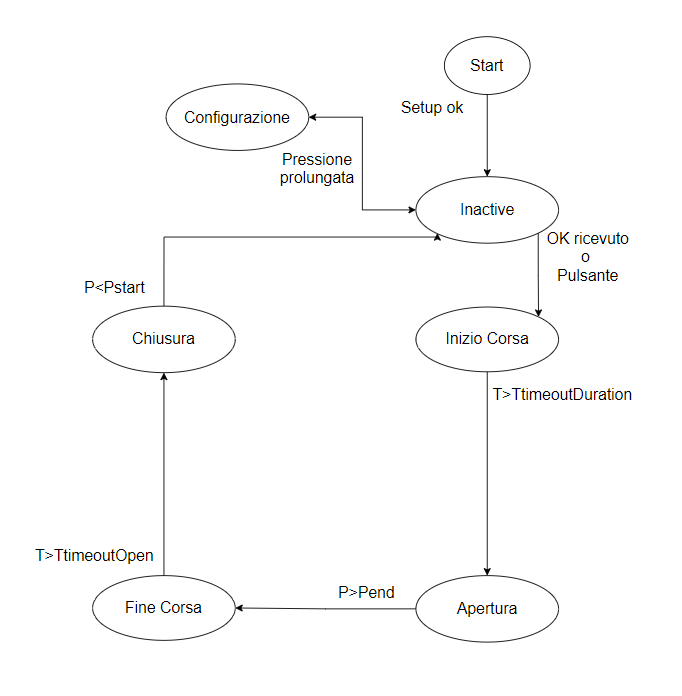 Start
Setup ok
Configurazione
Pressione
prolungata
Inactive
OK ricevuto
o
Pulsante
P<Pstart
Chiusura
Inizio Corsa
T>TtimeoutDuration
T>TtimeoutOpen
P>Pend
Fine Corsa
Apertura